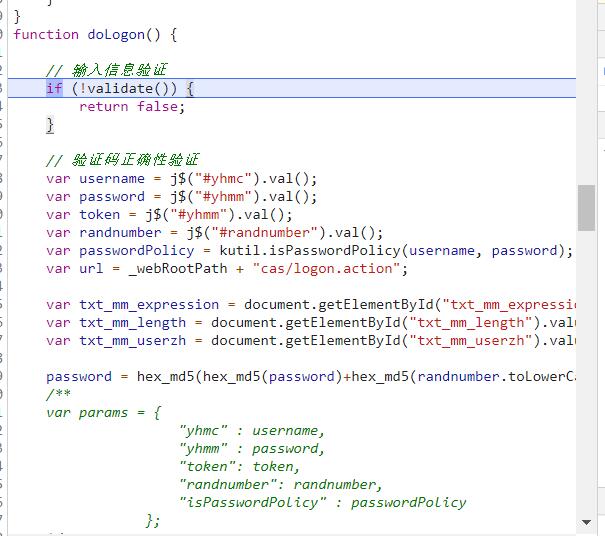 }
function doLogon() {
// 输入信息验证
if (!validate()) {
return false;
}
// 验证码正确性验证
var username = j$("#yhmc").val();
var password = j$("#yhmm").val();
var token = j$("#yhmm").val();
var randnumber = j$("#randnumber").val();
var passwordPolicy = kutil.isPasswordPolicy(username, password);
var url = _webRootPath + "cas/logon.action";
var txt_mm_expression = document.getElementById("txt_mm_expressi
var txt_mm_length = document.getElementById("txt_mm_length").val
var txt_mm_userzh = document.getElementById("txt_mm_userzh").val
password = hex_md5(hex_md5(password)+hex_md5(randnumber.toLowerC
/**
var params = {
"yhmc" : username,
"yhmm" : password,
"token": token,
"randnumber": randnumber,
"isPasswordPolicy" : passwordPolicy
};